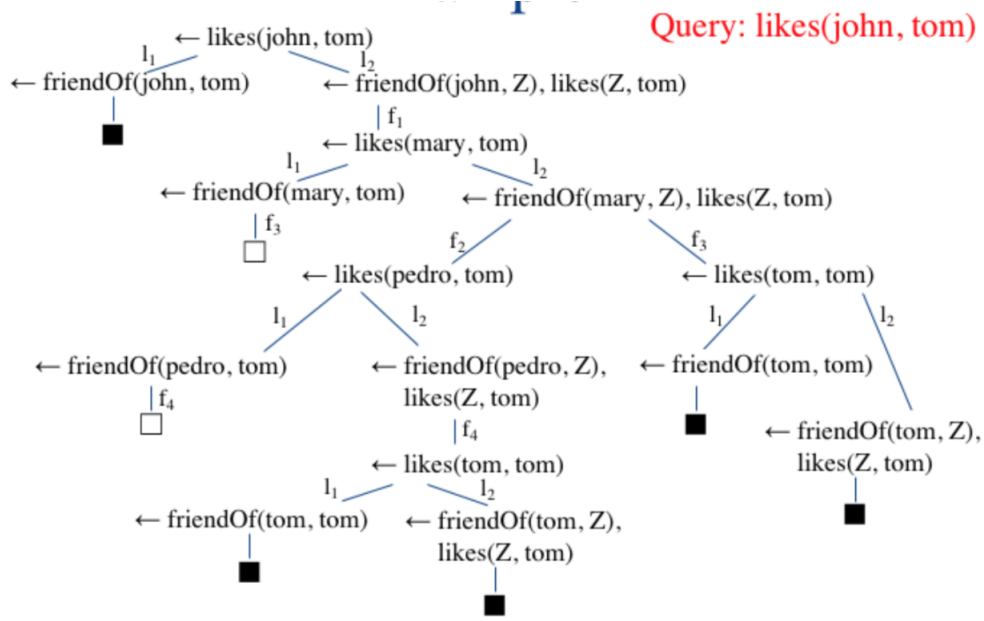 Query: likes(john, tom)
← likes(john, tom)
l₁
l₂
← friendOf(john, tom)
← friendOf(john, Z), likes(Z, tom)
f₁
← likes(mary, tom)
l₁
l₂
← friendOf(mary, tom)
← friendOf(mary, Z), likes(Z, tom)
f₃
f₂
f₃
← likes(pedro, tom)
← likes(tom, tom)
l₁
l₂
l₁
l₂
← friendOf(pedro, tom)
← friendOf(pedro, Z),
likes(Z, tom)
← friendOf(tom, tom)
f₄
f₄
← friendOf(tom, Z),
likes(Z, tom)
← likes(tom, tom)
l₁
l₂
← friendOf(tom, tom)
← friendOf(tom, Z),
likes(Z, tom)